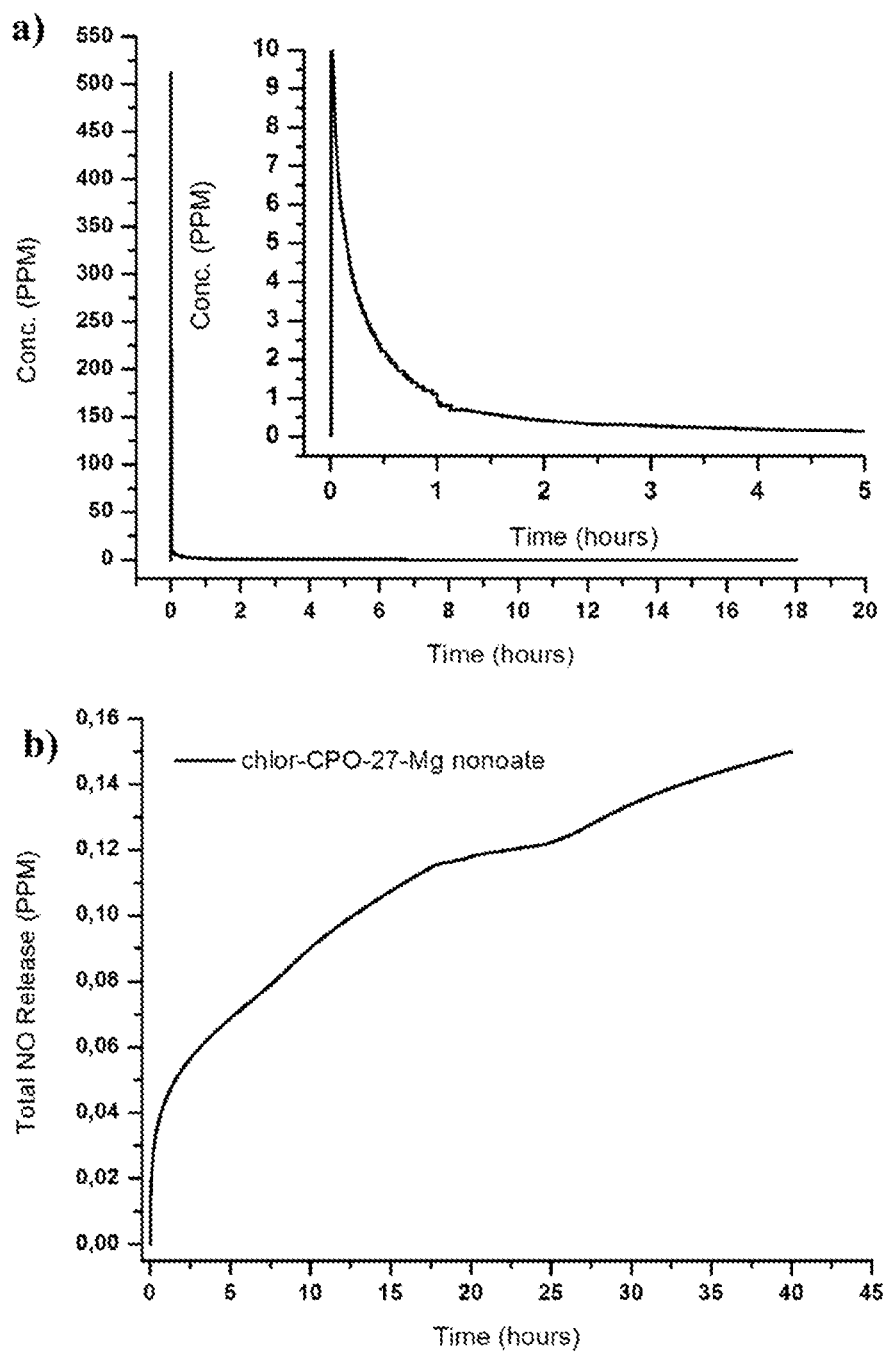 a)
550
500
450
400
350
300
250
200
150
100
50
0
Conc. (PPM)
0 2 4 6 8 10 12 14 16 18 20
Time (hours)
10
9
8
7
6
5
4
3
2
1
0
Conc. (PPM)
0 1 2 3 4 5
Time (hours)
b)
0,16
0,14
0,12
0,10
0,08
0,06
0,04
0,02
0,00
Total NO Release (PPM)
chlor-CPO-27-Mg nonoate
0 5 10 15 20 25 30 35 40 45
Time (hours)